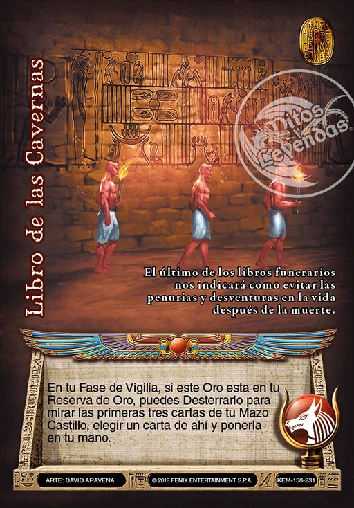 Mitos y
Leyendas
Libro de las Cavernas
El último de los libros funerarios
nos indicará como evitar las
penurias y desventuras en la vida
después de la muerte.
En tu Fase de Vigilia, si este Oro esta en tu
Reserva de Oro, puedes Desterrarlo para
mirar las primeras tres cartas de tu Mazo
Castillo, elegir un carta de ahí y ponerla
en tu mano.
ARTE: DAVID ARAVENA
© 2015 FENIX ENTERTAINMENT S.P.A.